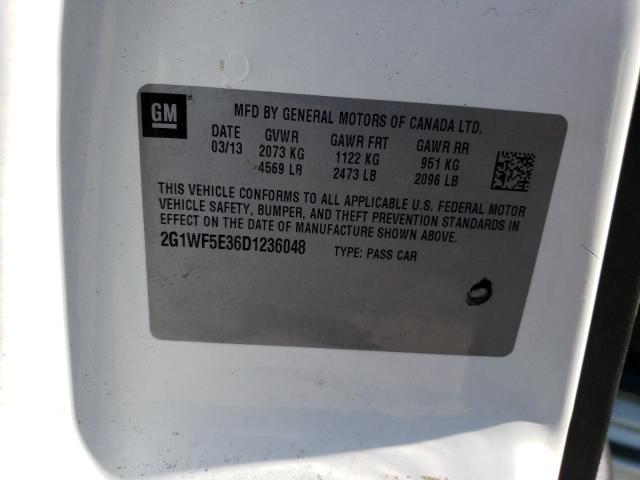 GM
MFD BY GENERAL MOTORS OF CANADA LTD.
DATE GVWR GAWR FRT GAWR RR
03/13 2073 KG 1122 KG 951 KG
4569 LB 2473 LB 2096 LB
THIS VEHICLE CONFORMS TO ALL APPLICABLE U.S. FEDERAL MOTOR
VEHICLE SAFETY, BUMPER, AND THEFT PREVENTION STANDARDS IN
EFFECT ON THE DATE OF MANUFACTURE SHOWN ABOVE.
2G1WF5E36D1236048 TYPE: PASS CAR